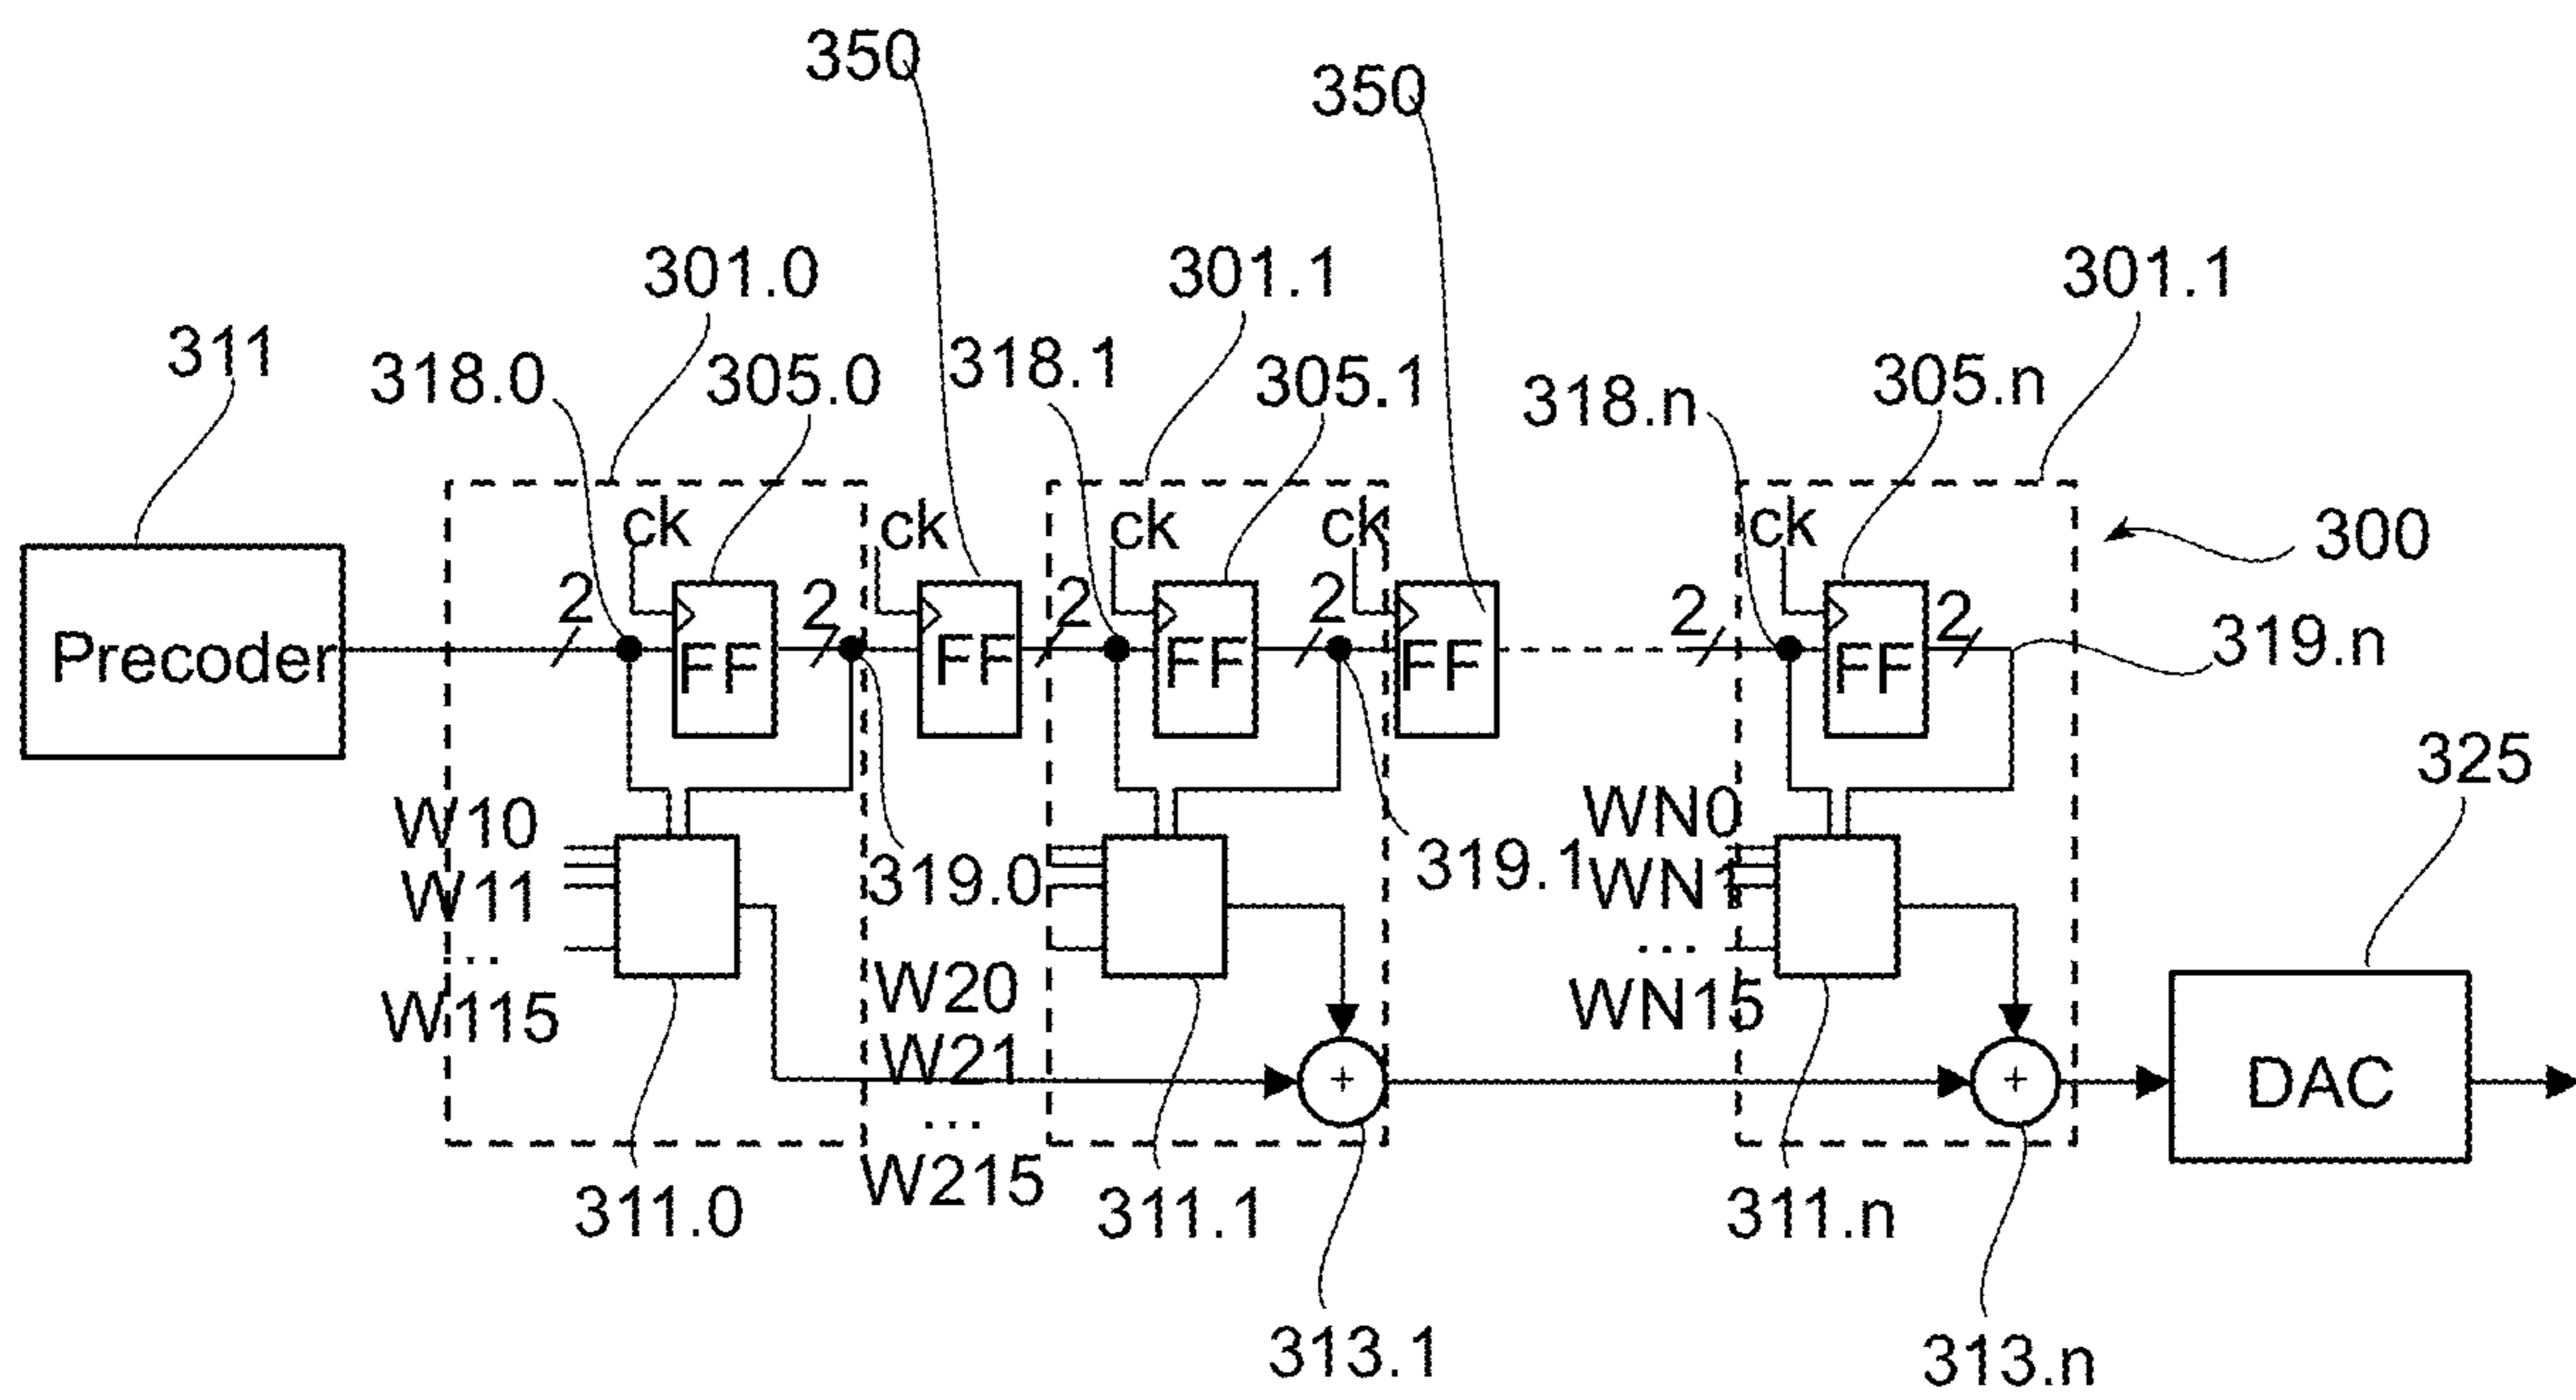 350
350
301.0
301.1
301.1
311
318.0
305.0
318.1
305.1
318.n
305.n
ck
ck
ck
ck
ck
300
Precoder
2
FF
2
FF
2
FF
2
FF
2
FF
2
319.n
W10
W11
...
W115
319.0
W20
W21
...
W215
319.1
WN0
WN1
...
WN15
325
+
+
DAC
311.0
311.1
311.n
313.1
313.n